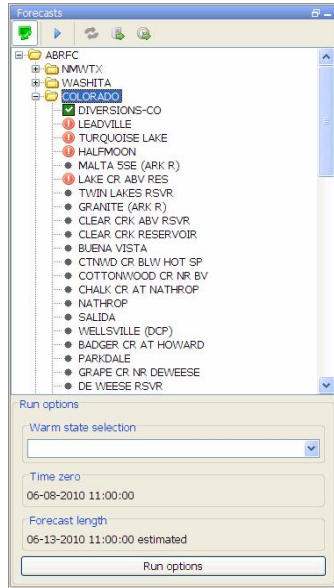 Forecasts
ABRFC
NMWTX
WASHITA
COLORADO
DIVERSIONS-CO
LEADVILLE
TURQUOISE LAKE
HALFMOON
MALTA 5SE (ARK R)
LAKE CR ABV RES
TWIN LAKES RSVR
GRANITE (ARK R)
CLEAR CRK ABV RSVR
CLEAR CRK RESERVOIR
BUENA VISTA
CTNWD CR BLW HOT SP
COTTONWOOD CR NR BV
CHALK CR AT NATHROP
NATHROP
SALIDA
WELLSVILLE (DCP)
BADGER CR AT HOWARD
PARKDALE
GRAPE CR NR DEWEESE
DE WEESE RSVR
Run options
Warm state selection
Time zero
06-08-2010 11:00:00
Forecast length
06-13-2010 11:00:00 estimated
Run options